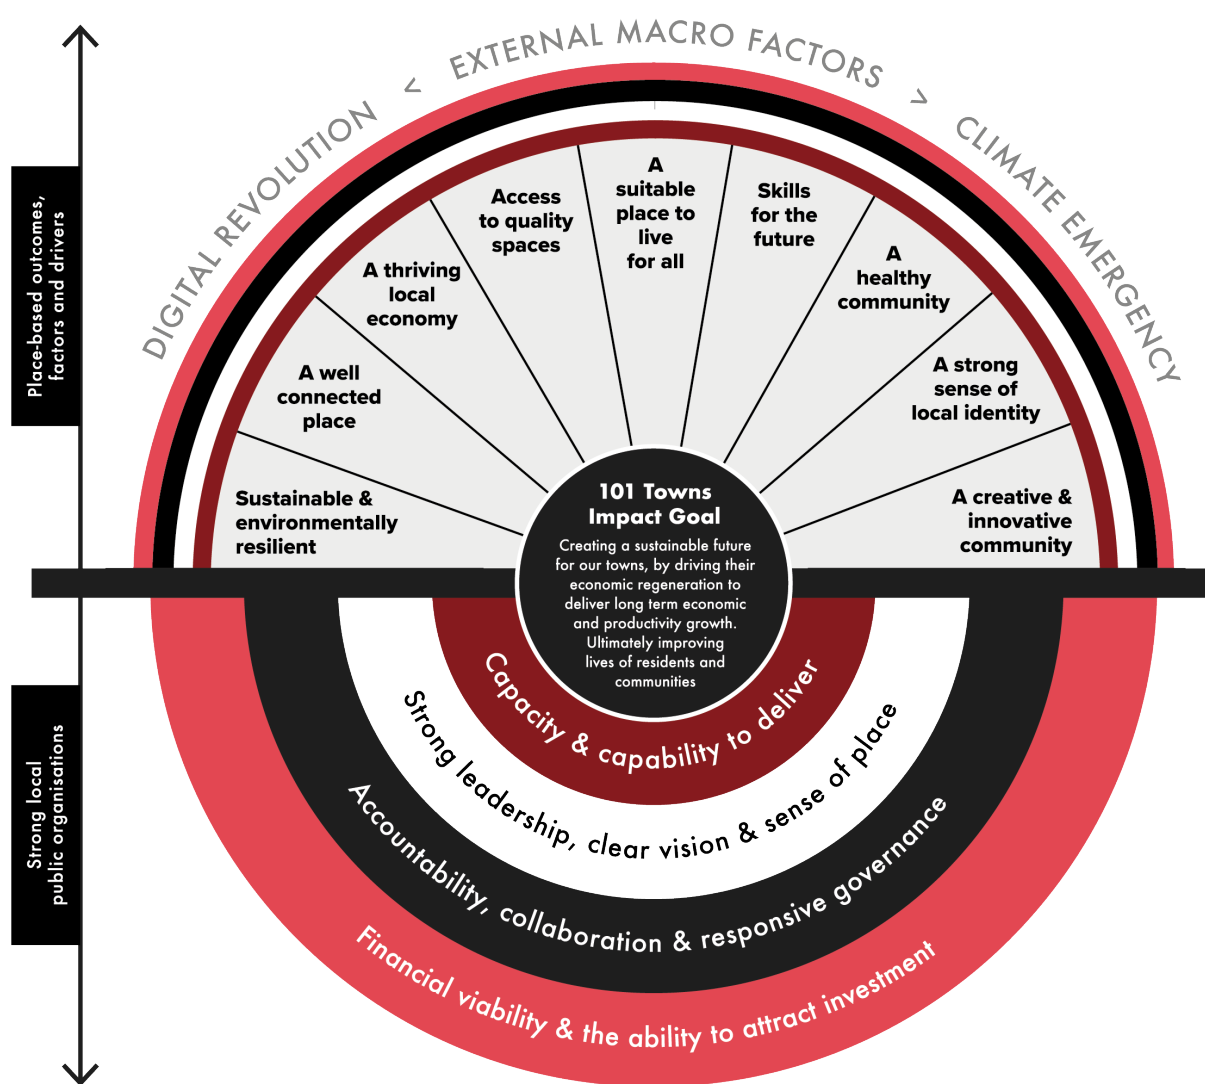 DIGITAL REVOLUTION < EXTERNAL MACRO FACTORS > CLIMATE EMERGENCY
Place-based outcomes,
factors and drivers
Sustainable &
environmentally
resilient
A well
connected
place
A thriving
local
economy
Access
to quality
spaces
A
suitable
place to
live
for all
Skills
for the
future
A
healthy
community
A strong
sense of
local identity
A creative &
innovative
community
101 Towns
Impact Goal
Creating a sustainable future
for our towns, by driving their
economic regeneration to
deliver long term economic
and productivity growth.
Ultimately improving
lives of residents and
communities
Strong local
public organisations
Capacity & capability to deliver
Strong leadership, clear vision & sense of place
Accountability, collaboration & responsive governance
Financial viability & the ability to attract investment